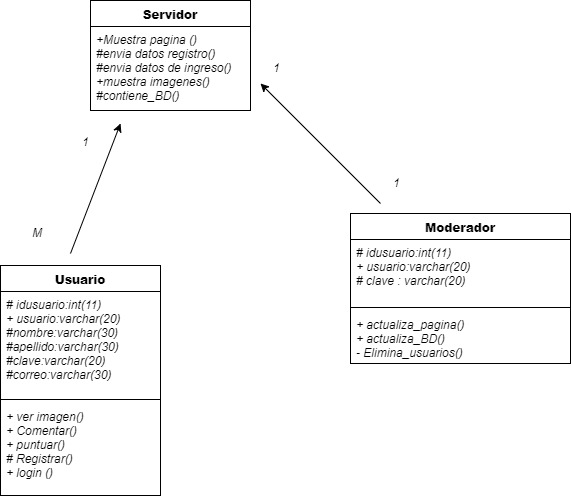 Servidor
+Muestra pagina ()
#envia datos registro()
#envia datos de ingreso()
+muestra imagenes()
#contiene_BD()
1
1
M
1
Moderador
# idusuario:int(11)
+ usuario:varchar(20)
# clave : varchar(20)
+ actualiza_pagina()
+ actualiza_BD()
- Elimina_usuarios()
Usuario
# idusuario:int(11)
+ usuario:varchar(20)
#nombre:varchar(30)
#apellido:varchar(30)
#clave:varchar(20)
#correo:varchar(30)
+ ver imagen()
+ Comentar()
+ puntuar()
# Registrar()
+ login ()